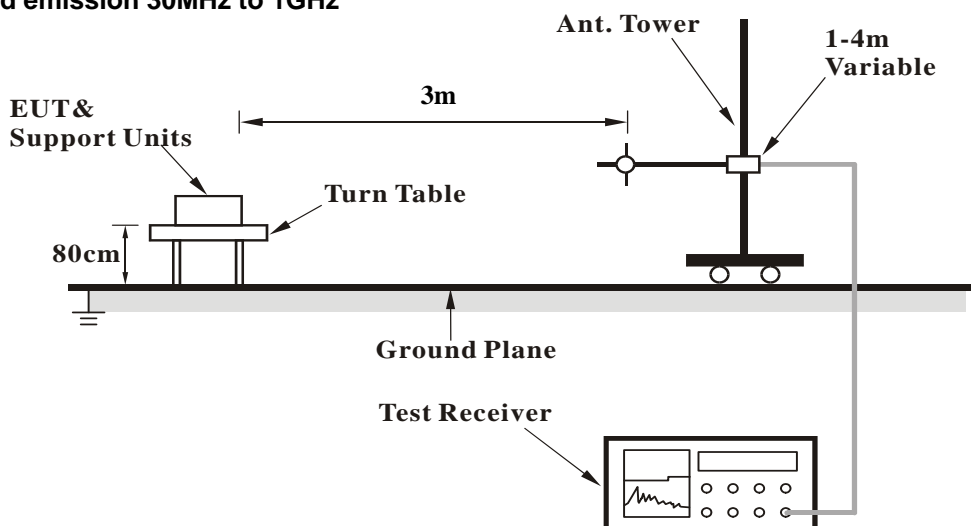 d emission 30MHz to 1GHz
Ant. Tower
1-4m
Variable
3m
EUT&
Support Units
Turn Table
80cm
Ground Plane
Test Receiver